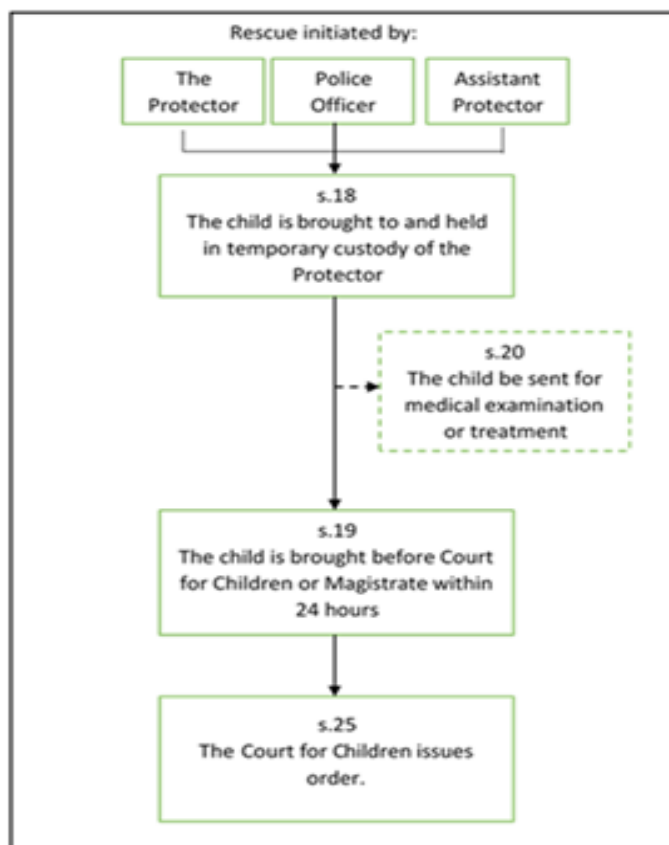 Rescue initiated by:
The
Protector
Police
Officer
Assistant
Protector
s.18
The child is brought to and held
in temporary custody of the
Protector
s.20
The child be sent for
medical examination
or treatment
s.19
The child is brought before Court
for Children or Magistrate within
24 hours
s.25
The Court for Children issues
order.